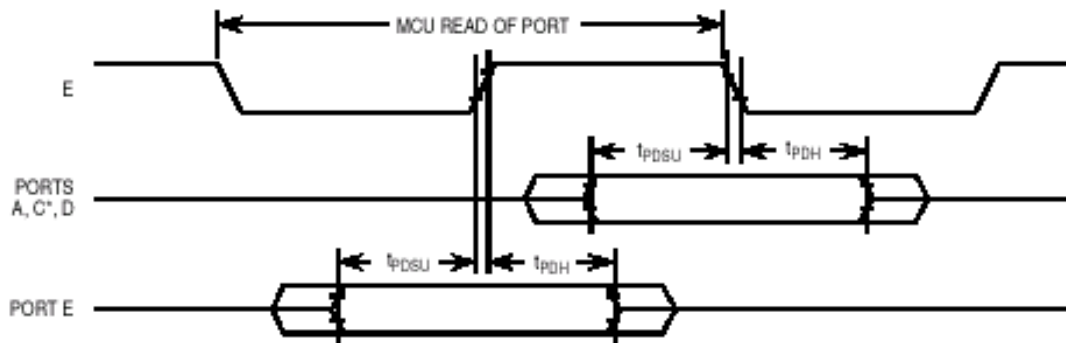 MCU READ OF PORT
E
tPDSU
tPDH
PORTS
A, C*, D
tPDSU
tPDH
PORT E